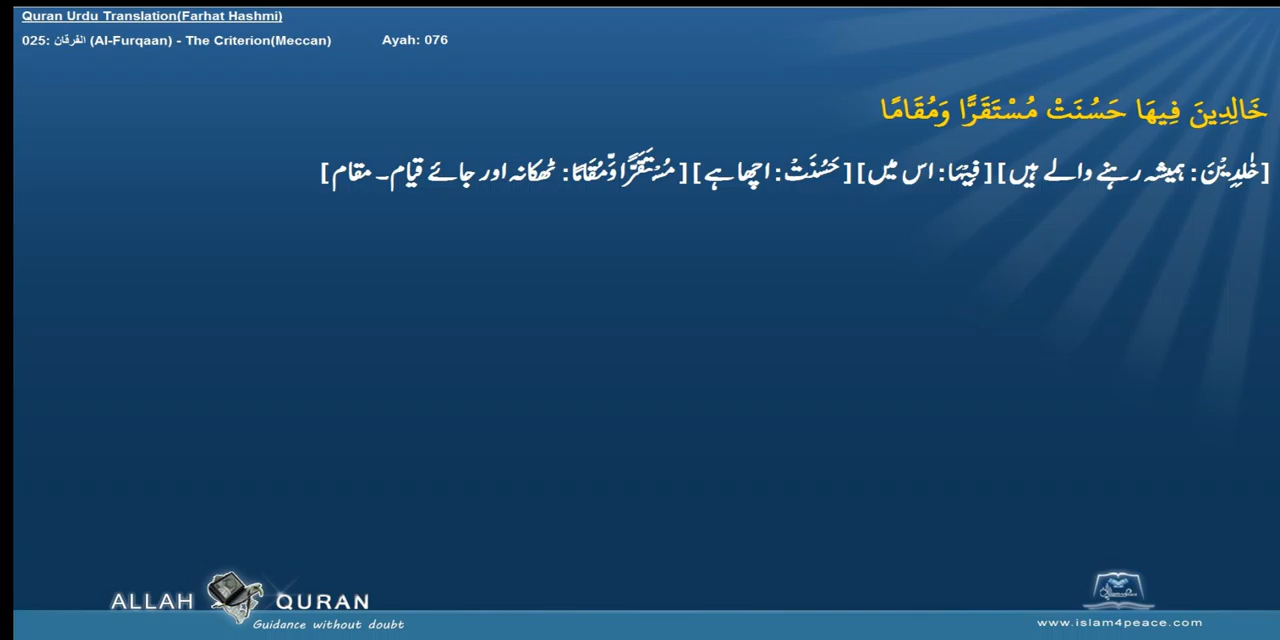 Quran Urdu Translation(Farhat Hashmi)
025: الفرقان (Al-Furqaan) - The Criterion(Meccan) Ayah: 076
خَالِدِينَ فِيهَا حَسُنَتْ مُسْتَقَرًّا وَمُقَامًا
[خٰلِدِيْنَ : ہمیشہ رہنے والے ہیں] [فِيْهَا : اس میں] [حَسُنَتْ : اچھا ہے] [مُسْتَقَرًّا وَّمُقَامًا : ٹھکانہ اور جائے قیام۔ مقام]
ALLAH QURAN
Guidance without doubt
www.islam4peace.com